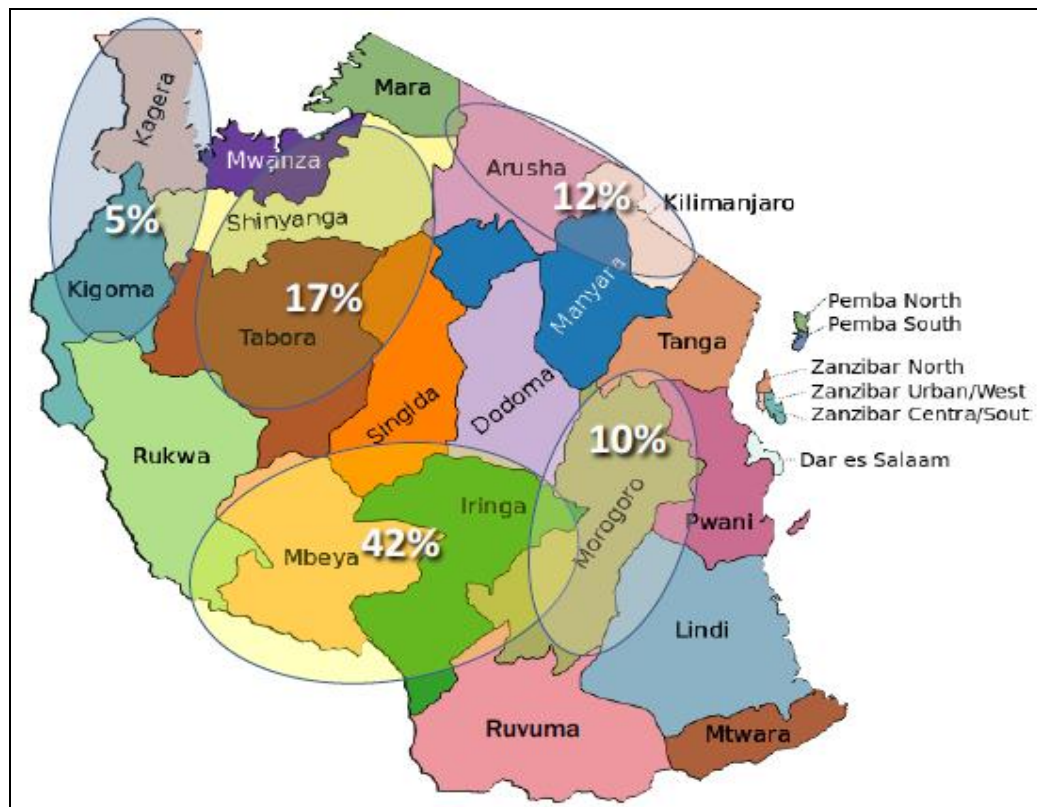 Mara
Kagera
Mwanza
Arusha
12%
Kilimanjaro
Shinyanga
5%
Kigoma
17%
Tabora
Manyara
Pemba North
Pemba South
Tanga
Zanzibar North
Zanzibar Urban/West
Zanzibar Centra/Sout
Singida
Dodoma
10%
Rukwa
Dar es Salaam
Iringa
Morogoro
Pwani
Mbeya
42%
Lindi
Ruvuma
Mtwara